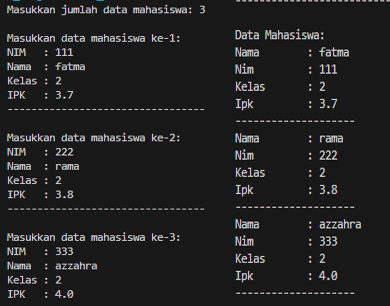 Masukkan jumlah data mahasiswa: 3
Masukkan data mahasiswa ke-1:
NIM : 111
Nama : fatma
Kelas : 2
IPK : 3.7
---------------------------------
Masukkan data mahasiswa ke-2:
NIM : 222
Nama : rama
Kelas : 2
IPK : 3.8
---------------------------------
Masukkan data mahasiswa ke-3:
NIM : 333
Nama : azzahra
Kelas : 2
IPK : 4.0
Data Mahasiswa:
Nama : fatma
Nim : 111
Kelas : 2
Ipk : 3.7
--------------------
Nama : rama
Nim : 222
Kelas : 2
Ipk : 3.8
--------------------
Nama : azzahra
Nim : 333
Kelas : 2
Ipk : 4.0
--------------------